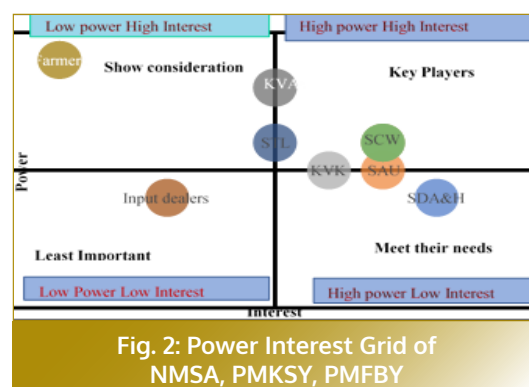 Low power High Interest
High power High Interest
Farmer
Show consideration
Key Players
KVA
STL
SCW
KVK
SAU
Power
Input dealers
SDA&H
Least Important
Meet their needs
Low Power Low Interest
High power Low Interest
Interest
Fig. 2: Power Interest Grid of
NMSA, PMKSY, PMFBY